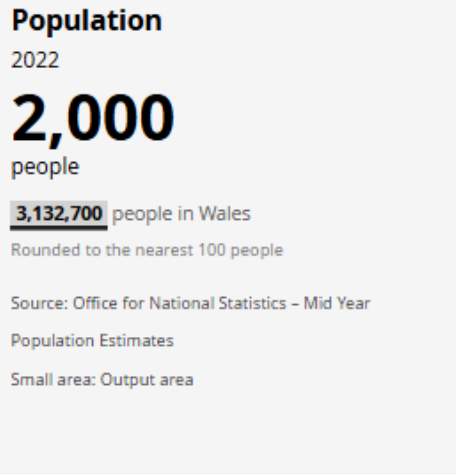 Population
2022
2,000
people
3,132,700 people in Wales
Rounded to the nearest 100 people
Source: Office for National Statistics – Mid Year
Population Estimates
Small area: Output area